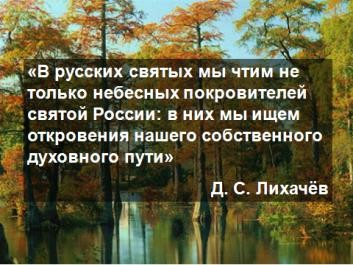 «В русских святых мы чтим не
только небесных покровителей
святой России: в них мы ищем
откровения нашего собственного
духовного пути»
Д. С. Лихачёв